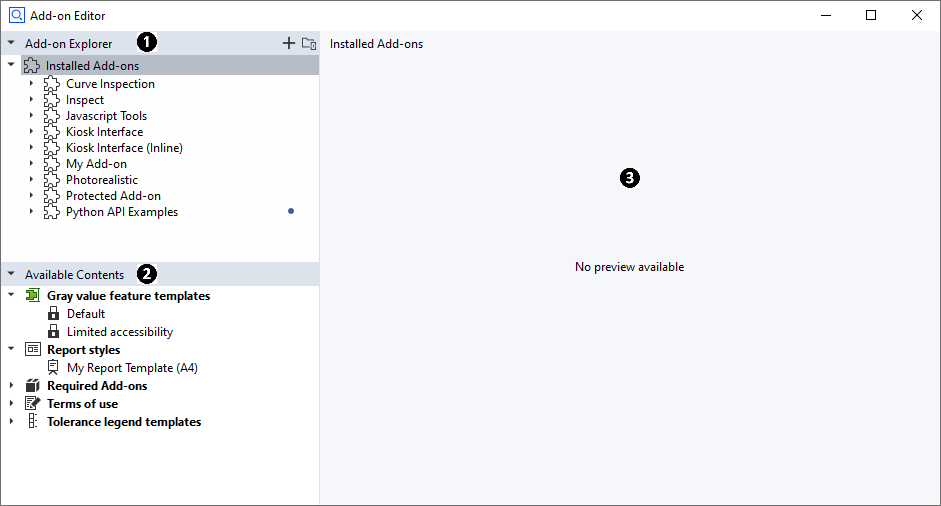 Add-on Editor
Add-on Explorer 1
Installed Add-ons
Installed Add-ons
Curve Inspection
Inspect
Javascript Tools
Kiosk Interface
Kiosk Interface (Inline)
My Add-on
Photorealistic
Protected Add-on
Python API Examples
3
No preview available
Available Contents 2
Gray value feature templates
Default
Limited accessibility
Report styles
My Report Template (A4)
Required Add-ons
Terms of use
Tolerance legend templates